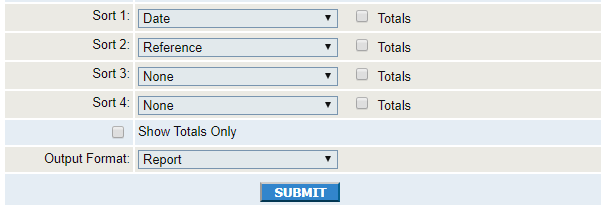 Sort 1: Date Totals
Sort 2: Reference Totals
Sort 3: None Totals
Sort 4: None Totals
Show Totals Only
Output Format: Report
SUBMIT